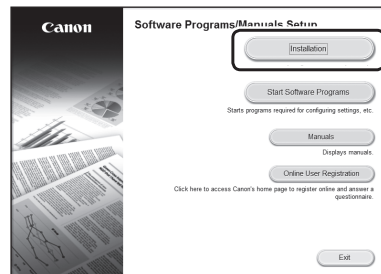 Canon
Software Programs/Manuals Setup
Installation
Start Software Programs
Starts programs required for configuring settings, etc.
Manuals
Displays manuals.
Online User Registration
Click here to access Canon's home page to register online and answer a
questionnaire.
Exit